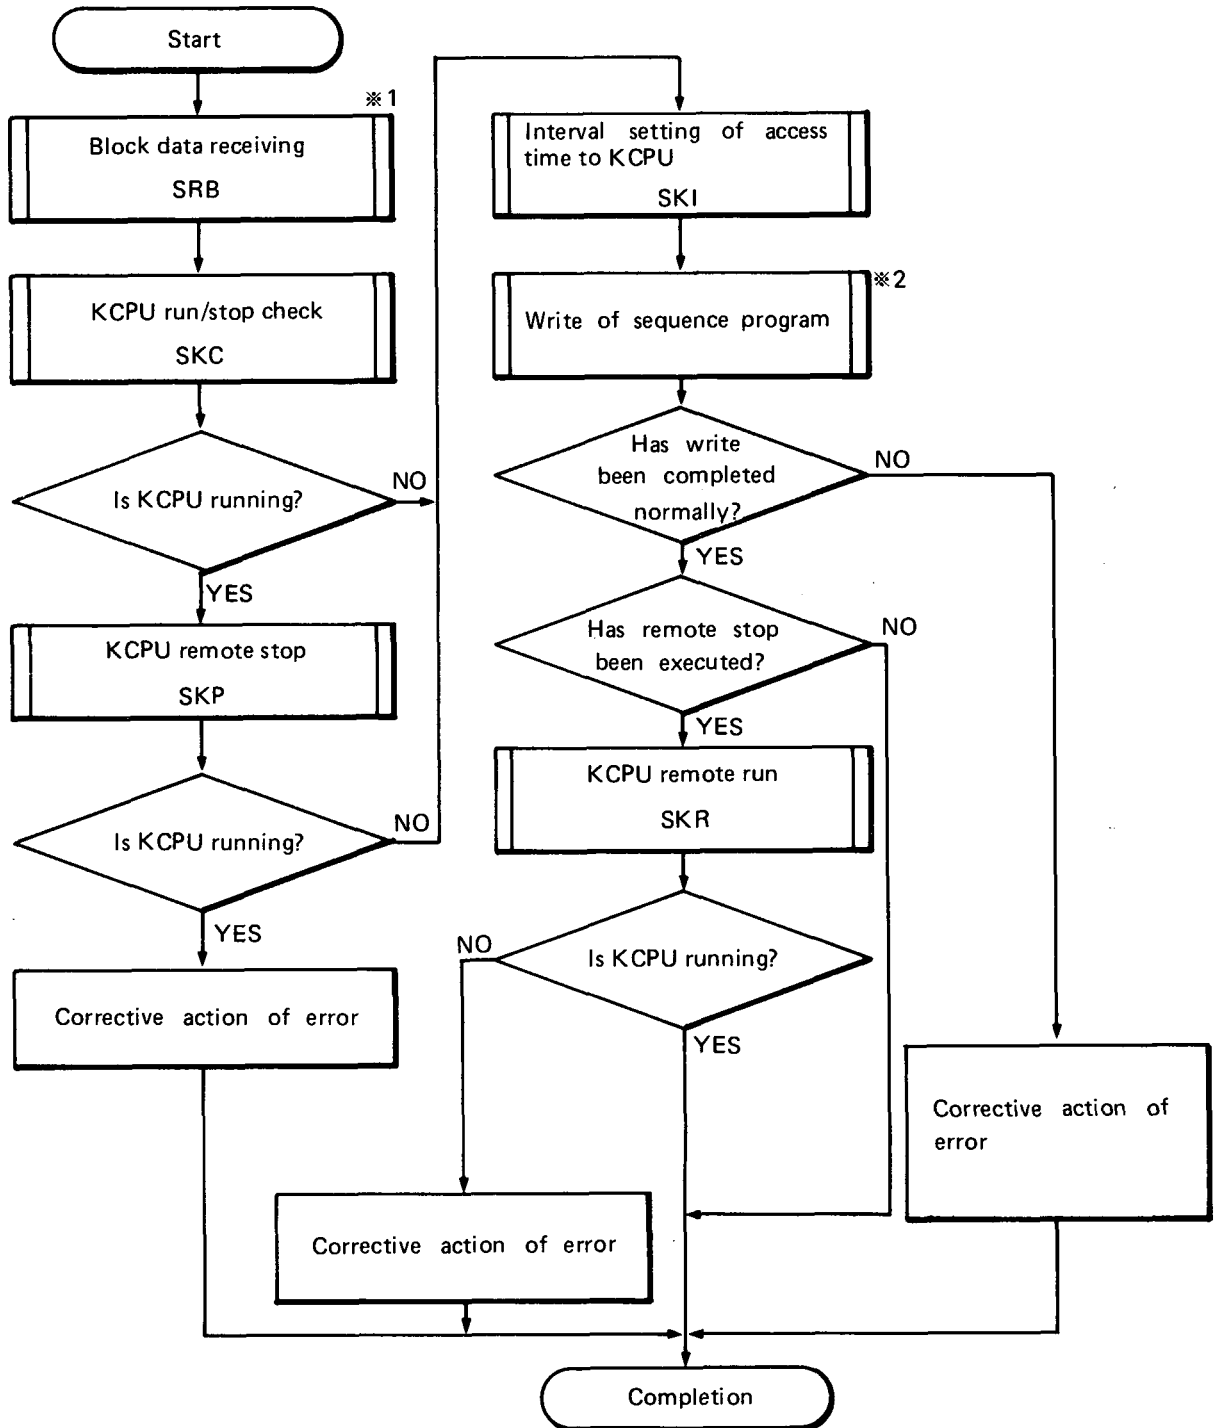 Start
※1
Block data receiving
SRB
KCPU run/stop check
SKC
Is KCPU running?
NO
YES
KCPU remote stop
SKP
Is KCPU running?
NO
YES
Corrective action of error
Interval setting of access
time to KCPU
SKI
※2
Write of sequence program
Has write
been completed
normally?
NO
YES
Has remote stop
been executed?
NO
YES
KCPU remote run
SKR
Is KCPU running?
NO
YES
Corrective action of error
Corrective action of
error
Completion